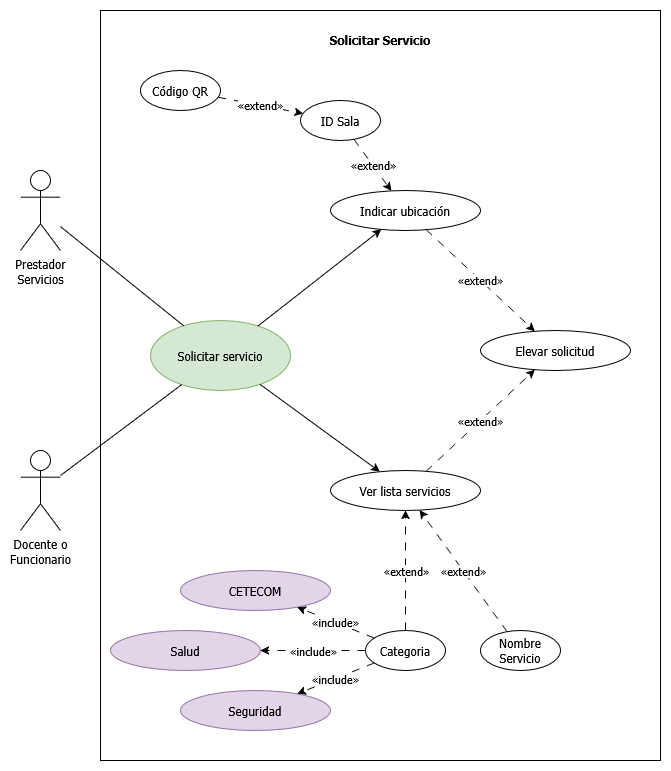 Solicitar Servicio
Código QR
«extend»
ID Sala
«extend»
Indicar ubicación
Prestador
Servicios
«extend»
Solicitar servicio
Elevar solicitud
«extend»
Ver lista servicios
Docente o
Funcionario
«extend»
«extend»
CETECOM
«include»
Salud
«include»
Categoria
Nombre
Servicio
«include»
Seguridad